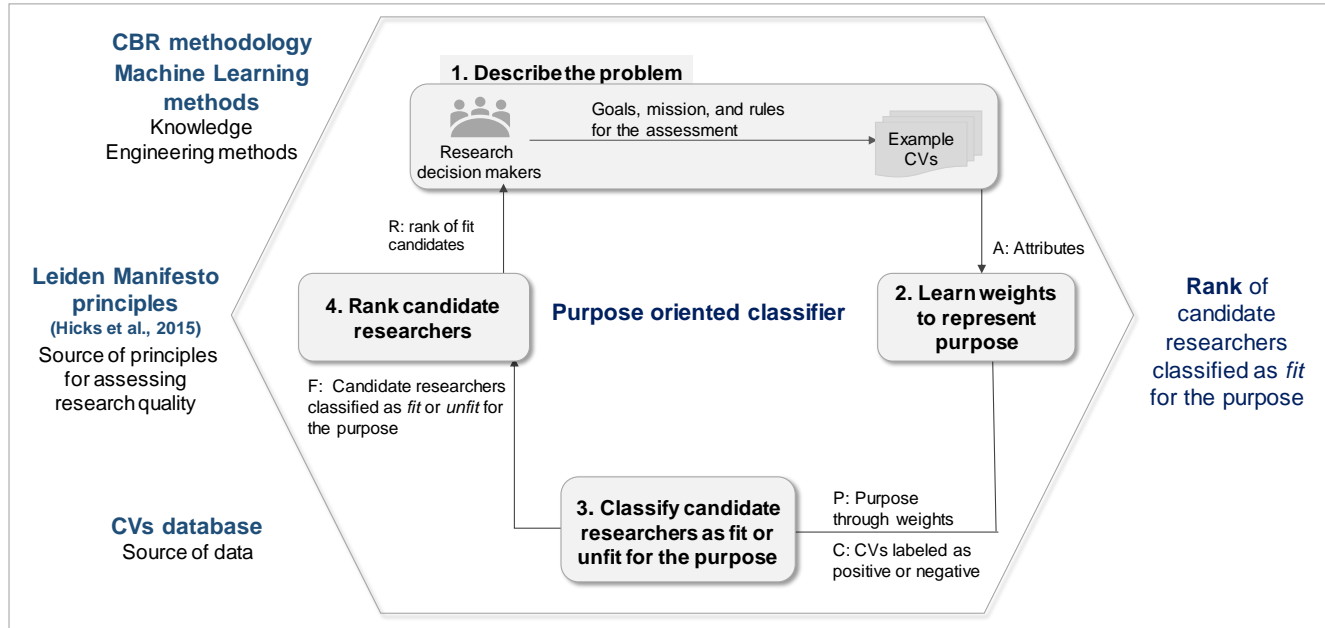 CBR methodology
Machine Learning
methods
Knowledge
Engineering methods
Leiden Manifesto
principles
(Hicks et al., 2015)
Source of principles
for assessing
research quality
CVs database
Source of data
1. Describe the problem
Research
decision makers
Goals, mission, and rules
for the assessment
Example
CVs
A: Attributes
2. Learn weights
to represent
purpose
P: Purpose
through weights
C: CVs labeled as
positive or negative
3. Classify candidate
researchers as fit or
unfit for the purpose
F: Candidate researchers
classified as fit or unfit for
the purpose
4. Rank candidate
researchers
R: rank of fit
candidates
Purpose oriented classifier
Rank of
candidate
researchers
classified as fit
for the purpose